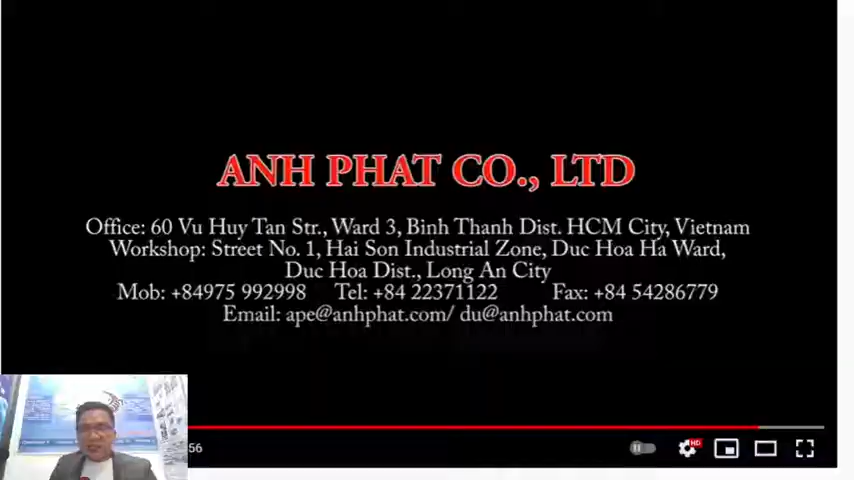 ANH PHAT CO., LTD
Office: 60 Vu Huy Tan Str., Ward 3, Binh Thanh Dist. HCM City, Vietnam
Workshop: Street No. 1, Hai Son Industrial Zone, Duc Hoa Ha Ward,
Duc Hoa Dist., Long An City
Mob: +84975 992998 Tel: +84 22371122 Fax: +84 54286779
Email: ape@anhphat.com/ du@anhphat.com
56
HD